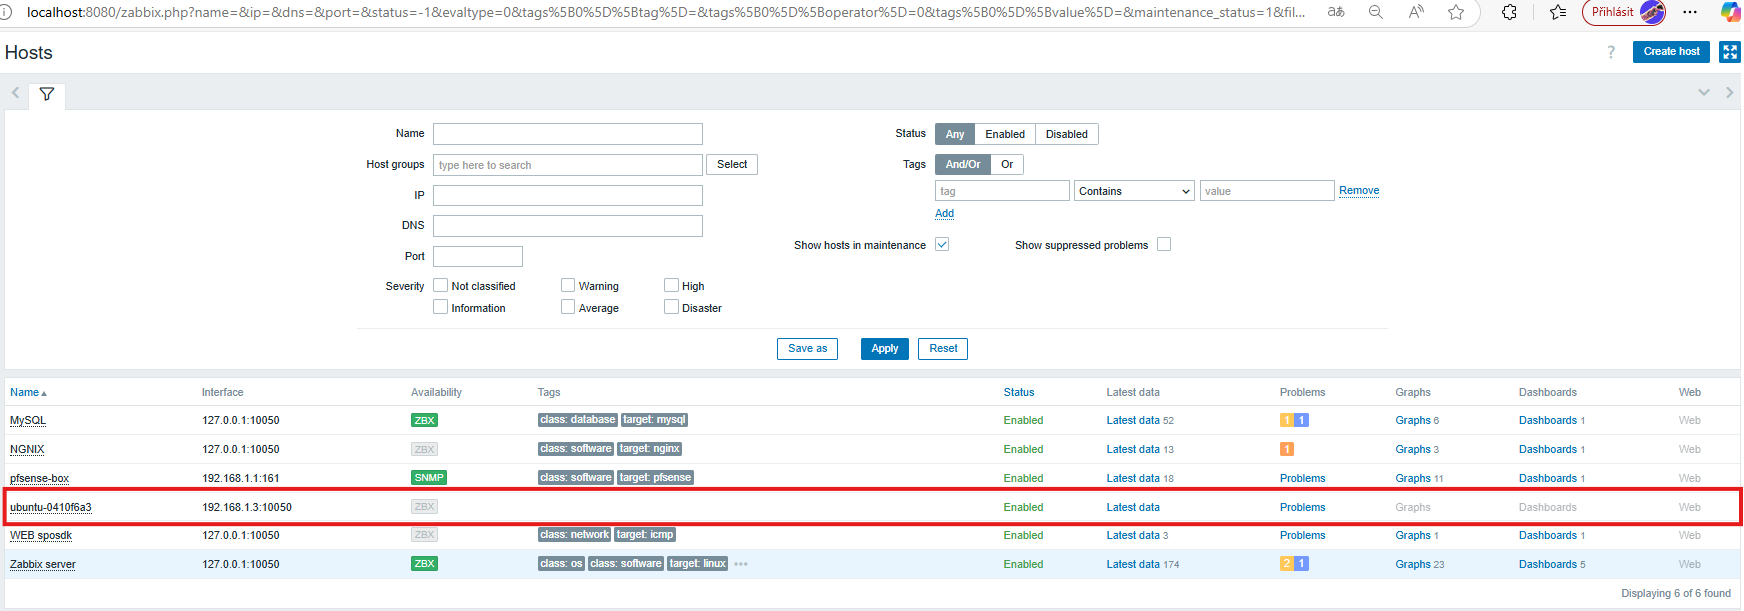 localhost:8080/zabbix.php?name=&ip=&dns=&port=&status=-1&evaltype=0&tags%5B0%5D%5Btag%5D=&tags%5B0%5D%5Boperator%5D=0&tags%5B0%5D%5Bvalue%5D=&maintenance_status=1&fil... Přihlásit
Hosts ? Create host
Name Status Any Enabled Disabled
Host groups type here to search Select Tags And/Or Or
IP tag Contains value Remove
DNS Add
Show hosts in maintenance Show suppressed problems
Port
Severity Not classified Warning High
Information Average Disaster
Save as Apply Reset
Name Interface Availability Tags Status Latest data Problems Graphs Dashboards Web
MySQL 127.0.0.1:10050 ZBX class: database target: mysql Enabled Latest data 52 1 1 Graphs 6 Dashboards 1 Web
NGNIX 127.0.0.1:10050 ZBX class: software target: nginx Enabled Latest data 13 1 Graphs 3 Dashboards 1 Web
pfsense-box 192.168.1.1:161 SNMP class: software target: pfsense Enabled Latest data 18 Problems Graphs 11 Dashboards 1 Web
ubuntu-0410f6a3 192.168.1.3:10050 ZBX Enabled Latest data Problems Graphs Dashboards Web
WEB sposdk 127.0.0.1:10050 ZBX class: network target: icmp Enabled Latest data 3 Problems Graphs 1 Dashboards 1 Web
Zabbix server 127.0.0.1:10050 ZBX class: os class: software target: linux ••• Enabled Latest data 174 2 1 Graphs 23 Dashboards 5 Web
Displaying 6 of 6 found